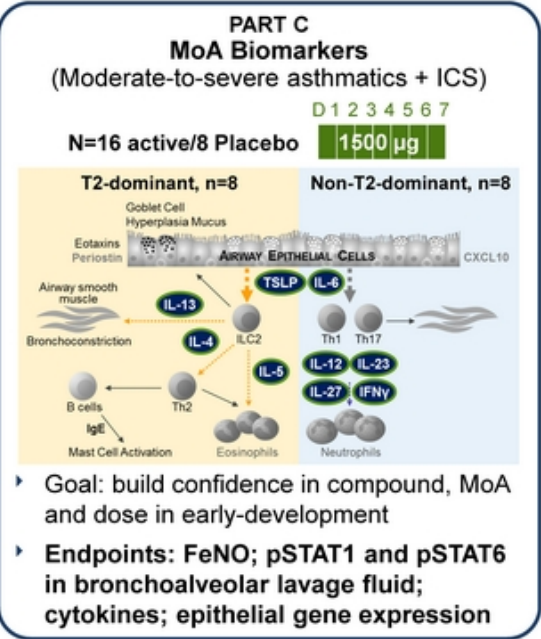 PART C
MoA Biomarkers
(Moderate-to-severe asthmatics + ICS)
D 1 2 3 4 5 6 7
N=16 active/8 Placebo
1500 µg
T2-dominant, n=8
Non-T2-dominant, n=8
Goblet Cell
Hyperplasia Mucus
Eotaxins
Periostin
AIRWAY EPITHELIAL CELLS
CXCL10
TSLP
IL-6
Airway smooth
muscle
IL-13
Bronchoconstriction
ILC2
Th1
Th17
IL-4
IL-5
IL-12
IL-23
IL-27
IFNγ
B cells
Th2
IgE
Mast Cell Activation
Eosinophils
Neutrophils
Goal: build confidence in compound, MoA
and dose in early-development
Endpoints: FeNO; pSTAT1 and pSTAT6
in bronchoalveolar lavage fluid;
cytokines; epithelial gene expression